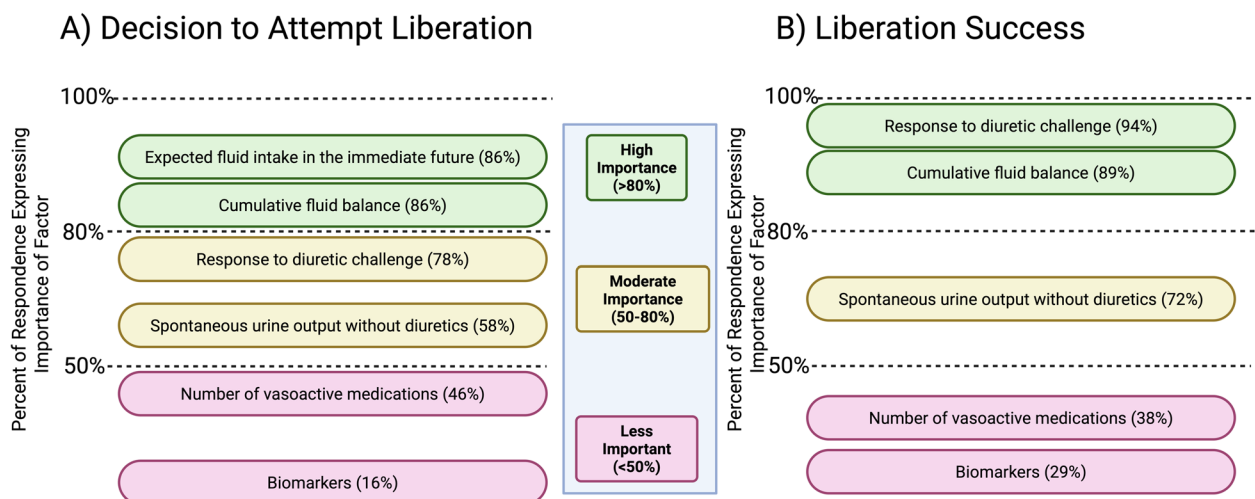 A) Decision to Attempt Liberation
Percent of Respondence Expressing
Importance of Factor
100%
Expected fluid intake in the immediate future (86%)
Cumulative fluid balance (86%)
80%
Response to diuretic challenge (78%)
Spontaneous urine output without diuretics (58%)
50%
Number of vasoactive medications (46%)
Biomarkers (16%)
High
Importance
(>80%)
Moderate
Importance
(50-80%)
Less
Important
(<50%)
B) Liberation Success
Percent of Respondence Expressing
Importance of Factor
100%
Response to diuretic challenge (94%)
Cumulative fluid balance (89%)
80%
Spontaneous urine output without diuretics (72%)
50%
Number of vasoactive medications (38%)
Biomarkers (29%)